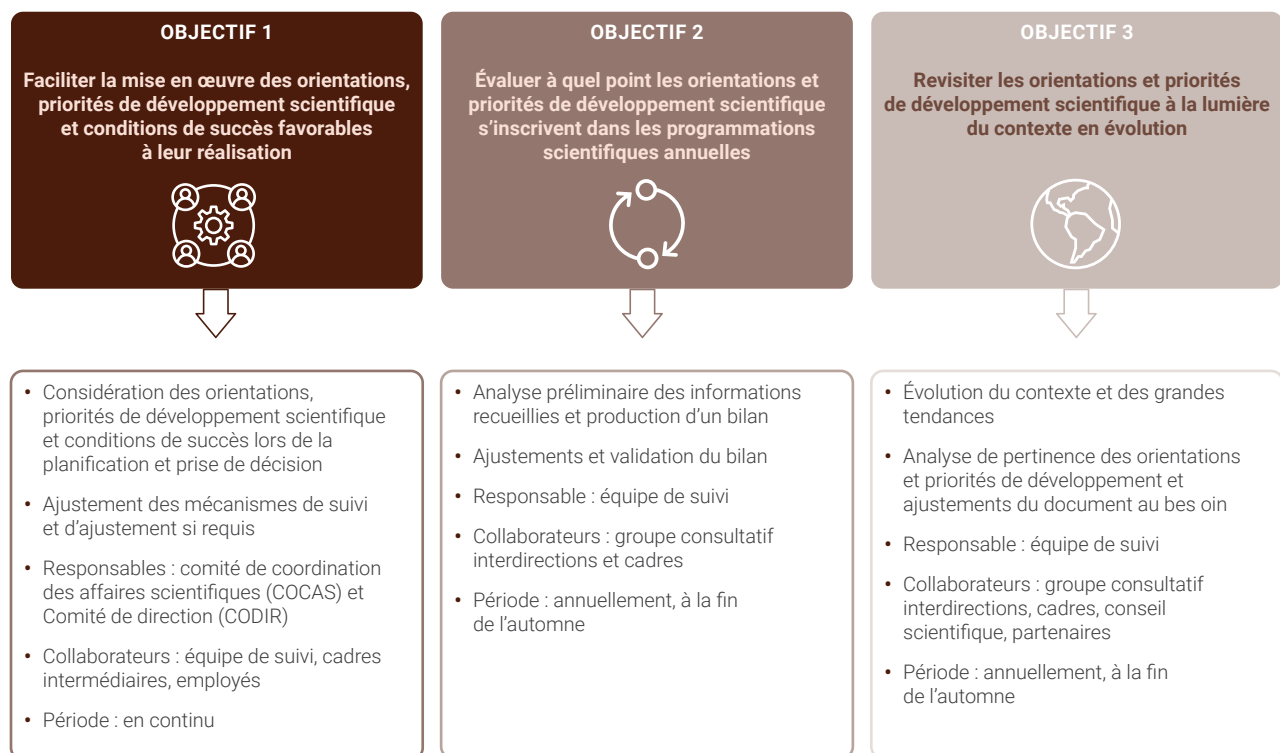 OBJECTIF 1
Faciliter la mise en œuvre des orientations,
priorités de développement scientifique
et conditions de succès favorables
à leur réalisation
• Considération des orientations,
priorités de développement scientifique
et conditions de succès lors de la
planification et prise de décision
• Ajustement des mécanismes de suivi
et d’ajustement si requis
• Responsables : comité de coordination
des affaires scientifiques (COCAS) et
Comité de direction (CODIR)
• Collaborateurs : équipe de suivi, cadres
intermédiaires, employés
• Période : en continu
OBJECTIF 2
Évaluer à quel point les orientations et
priorités de développement scientifique
s’inscrivent dans les programmations
scientifiques annuelles
• Analyse préliminaire des informations
recueillies et production d’un bilan
• Ajustements et validation du bilan
• Responsable : équipe de suivi
• Collaborateurs : groupe consultatif
interdirections et cadres
• Période : annuellement, à la fin
de l’automne
OBJECTIF 3
Revisiter les orientations et priorités
de développement scientifique à la lumière
du contexte en évolution
• Évolution du contexte et des grandes
tendances
• Analyse de pertinence des orientations
et priorités de développement et
ajustements du document au bes oin
• Responsable : équipe de suivi
• Collaborateurs : groupe consultatif
interdirections, cadres, conseil
scientifique, partenaires
• Période : annuellement, à la fin
de l’automne